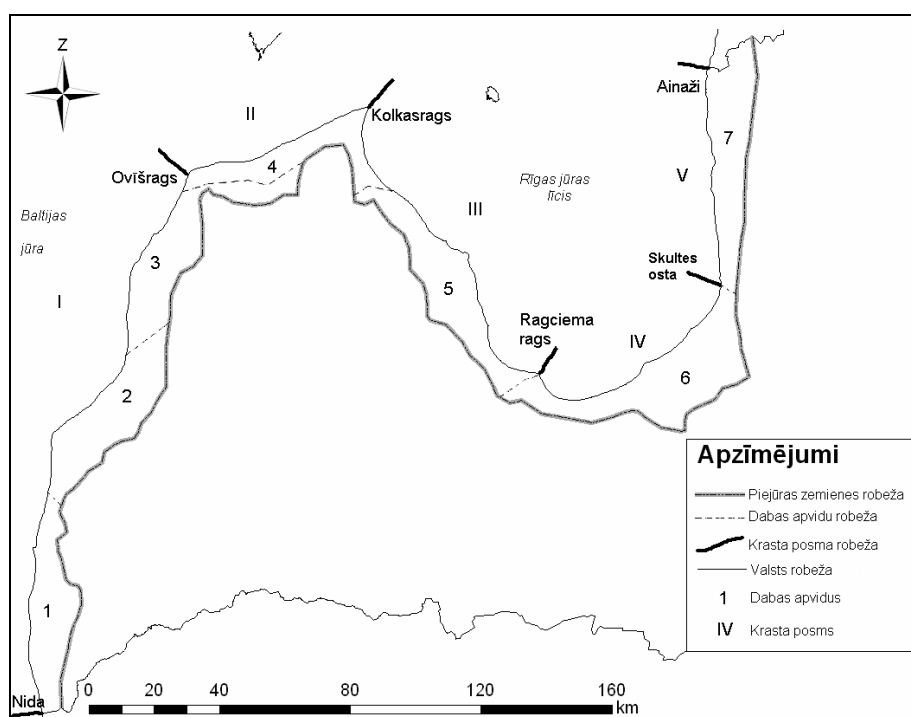 Z
II
Kolkasrags
Ainaži
Ovīšrags
4
7
Rīgas jūras
līcis
V
Baltijas
jūra
III
3
I
Skultes
osta
5
Ragciema
rags
IV
2
6
Apzīmējumi
Piejūras zemienes robeža
Dabas apvidu robeža
Krasta posma robeža
Valsts robeža
1 Dabas apvidus
IV Krasta posms
1
Nida
0 20 40 80 120 160
km